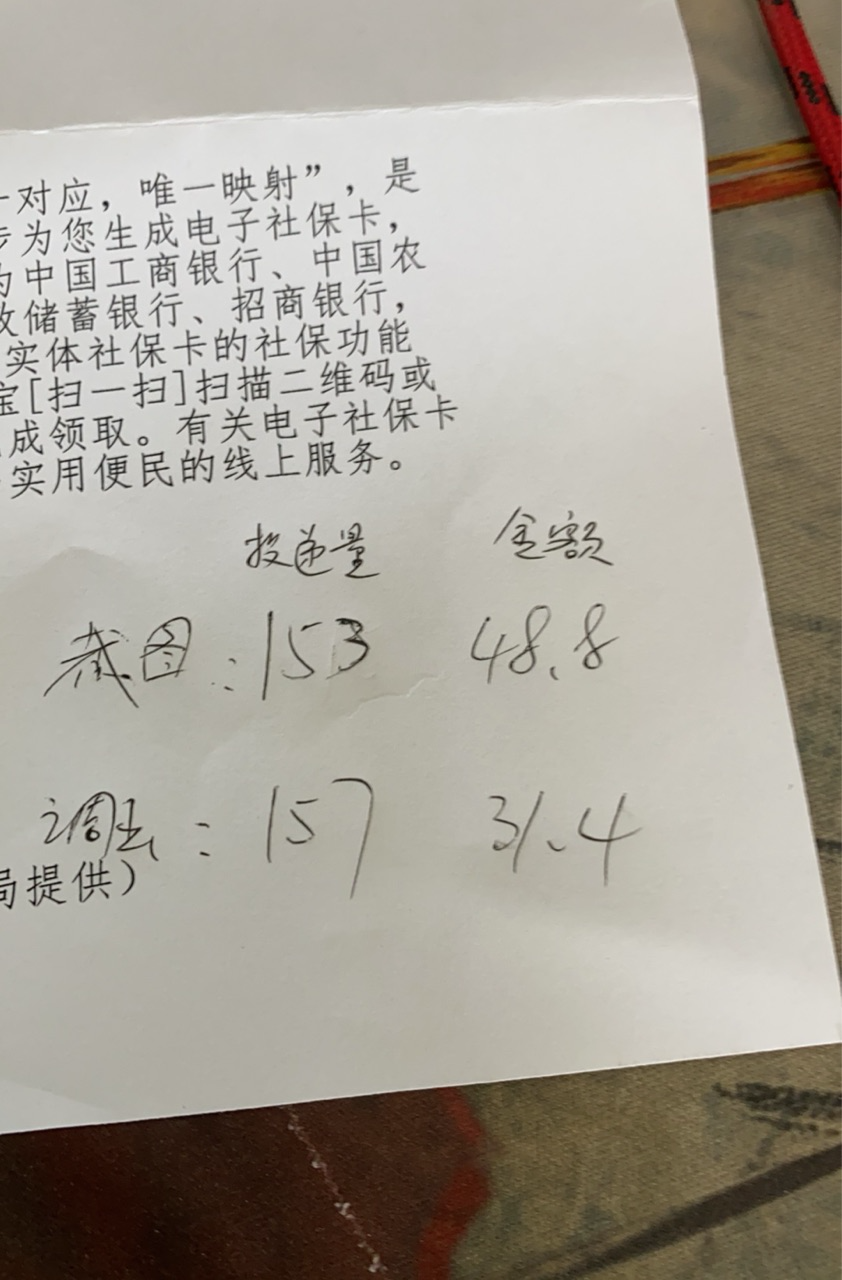 一对应，唯一映射”，是
步为您生成电子社保卡，
为中国工商银行、中国农
政储蓄银行、招商银行，
实体社保卡的社保功能
宝[扫一扫]扫描二维码或
成领取。有关电子社保卡
实用便民的线上服务。
投递量 金额
截图：153 48.8
调出：157 31.4
局提供）